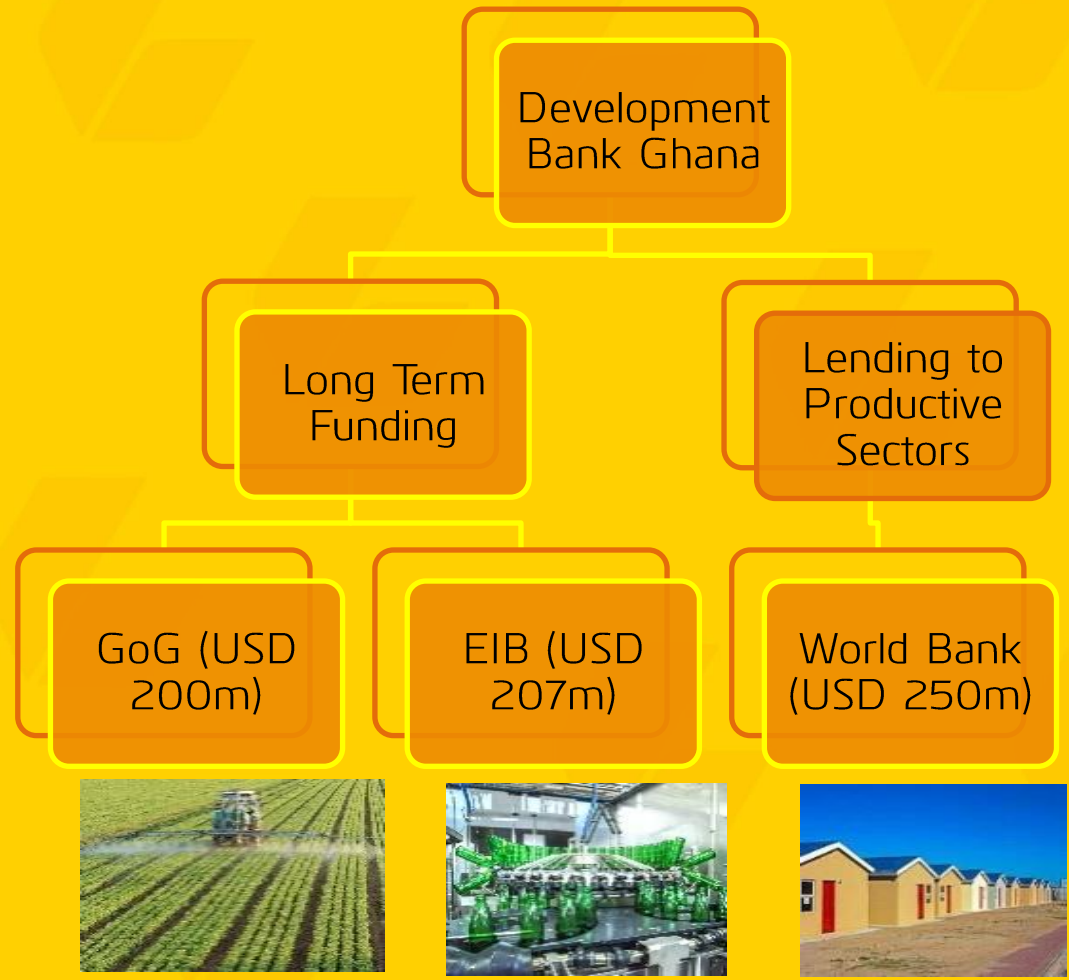 Development
Bank Ghana
Long Term
Funding
Lending to
Productive
Sectors
GoG (USD
200m)
EIB (USD
207m)
World Bank
(USD 250m)